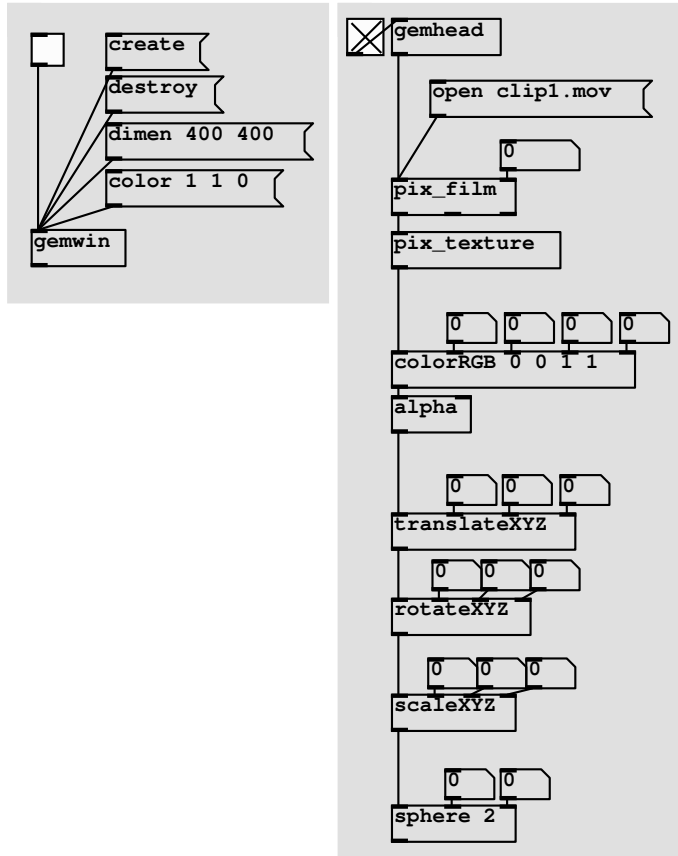 create
destroy
dimen 400 400
color 1 1 0
gemwin
gemhead
open clip1.mov
0
pix_film
pix_texture
0 0 0 0
colorRGB 0 0 1 1
alpha
0 0 0
translateXYZ
0 0 0
rotateXYZ
0 0 0
scaleXYZ
0 0
sphere 2